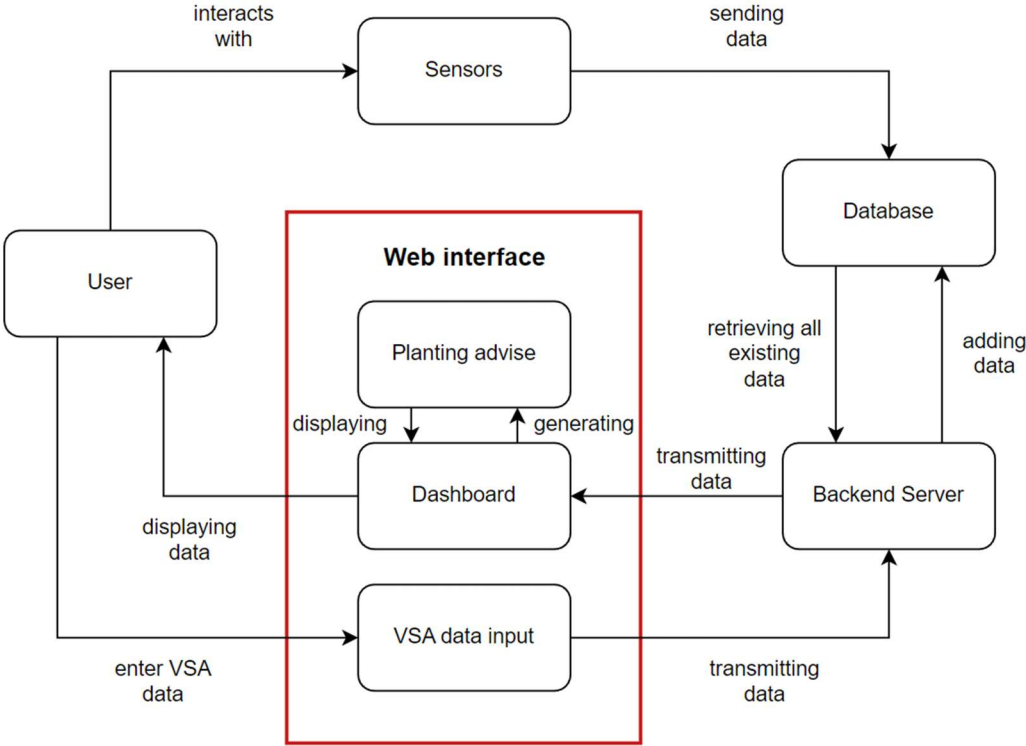 interacts
with
sending
data
Sensors
Database
Web interface
User
Planting advise
retrieving all
existing
data
adding
data
displaying
generating
transmitting
data
Dashboard
Backend Server
displaying
data
VSA data input
enter VSA
data
transmitting
data